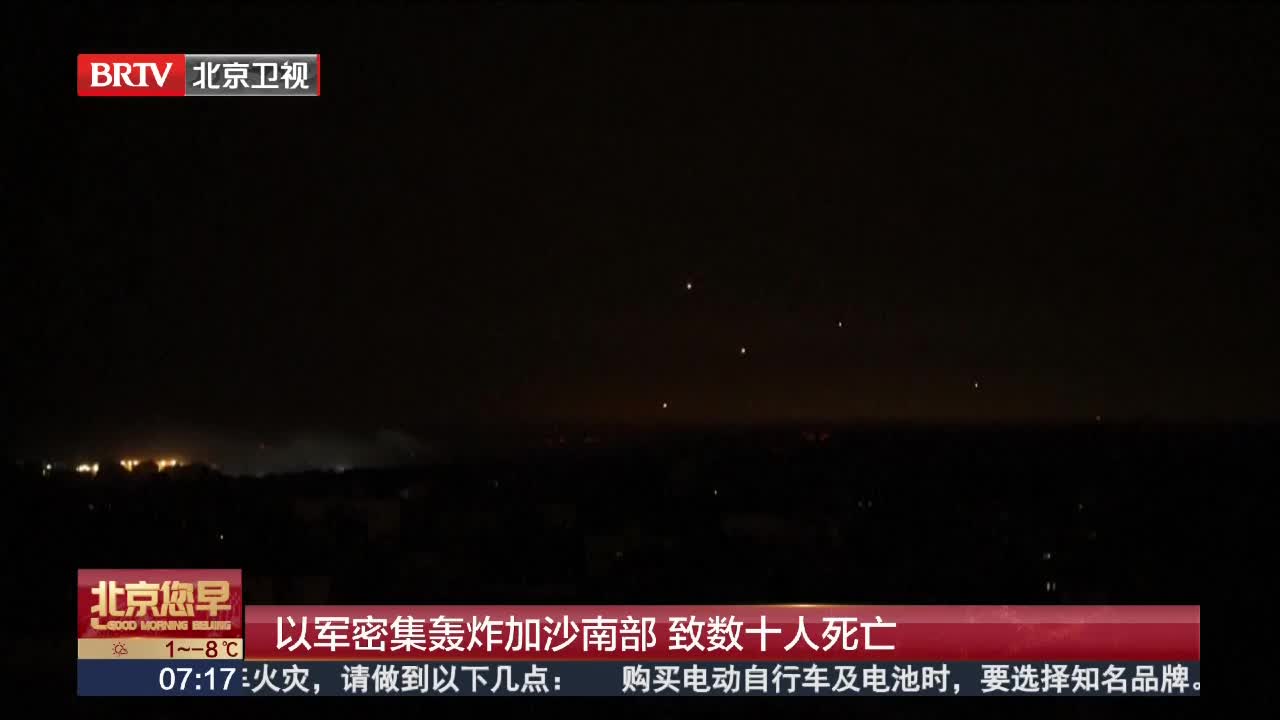 BRTV 北京卫视
北京您早
GOOD MORNING BEIJING
1~-8℃
以军密集轰炸加沙南部 致数十人死亡
07:17
火灾，请做到以下几点： 购买电动自行车及电池时，要选择知名品牌。